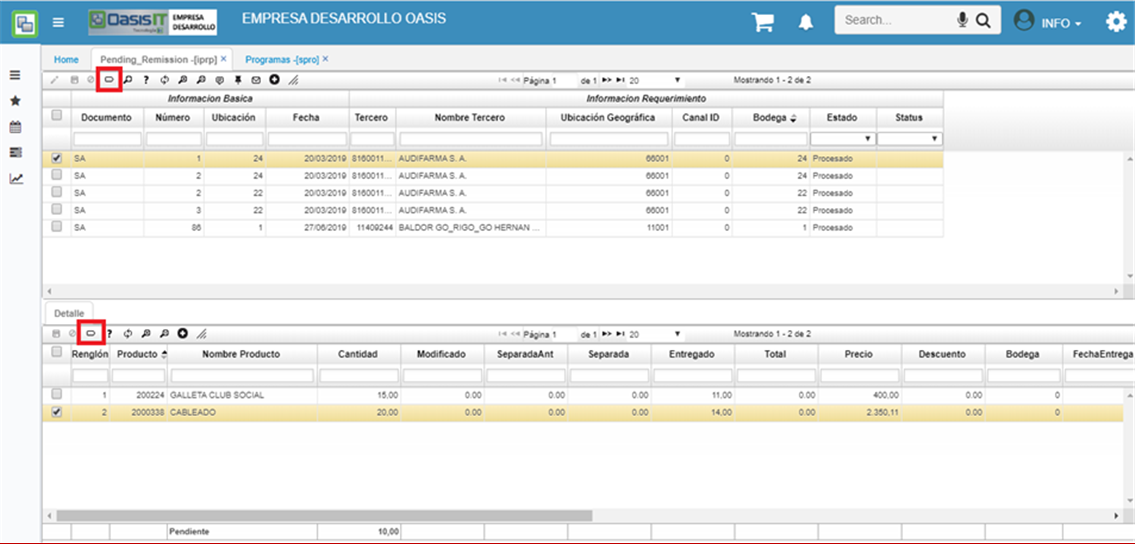 OasisIT EMPRESA DESARROLLO
Tecnología
EMPRESA DESARROLLO OASIS
Search...
INFO
Home Pending_Remission -[iprp] × Programas -[spro] ×
Página 1 de 1 20 Mostrando 1 - 2 de 2
Informacion Basica Informacion Requerimiento
Documento Número Ubicación Fecha Tercero Nombre Tercero Ubicación Geográfica Canal ID Bodega Estado Status
SA 1 24 20/03/2019 8160011... AUDIFARMA S. A. 66001 0 24 Procesado
SA 2 24 20/03/2019 8160011... AUDIFARMA S. A. 66001 0 24 Procesado
SA 2 22 20/03/2019 8160011... AUDIFARMA S. A. 66001 0 22 Procesado
SA 3 22 20/03/2019 8160011... AUDIFARMA S. A. 66001 0 22 Procesado
SA 86 1 27/06/2019 11409244 BALDOR GO_RIGO_GO HERNAN ... 11001 0 1 Procesado
Detalle
Página 1 de 1 20 Mostrando 1 - 2 de 2
Renglón Producto Nombre Producto Cantidad Modificado SeparadaAnt Separada Entregado Total Precio Descuento Bodega FechaEntrega
1 200224 GALLETA CLUB SOCIAL 15,00 0.00 0.00 0.00 11,00 0.00 400,00 0.00 0
2 2000338 CABLEADO 20,00 0.00 0.00 0.00 14,00 0.00 2.350,11 0.00 0
Pendiente 10,00